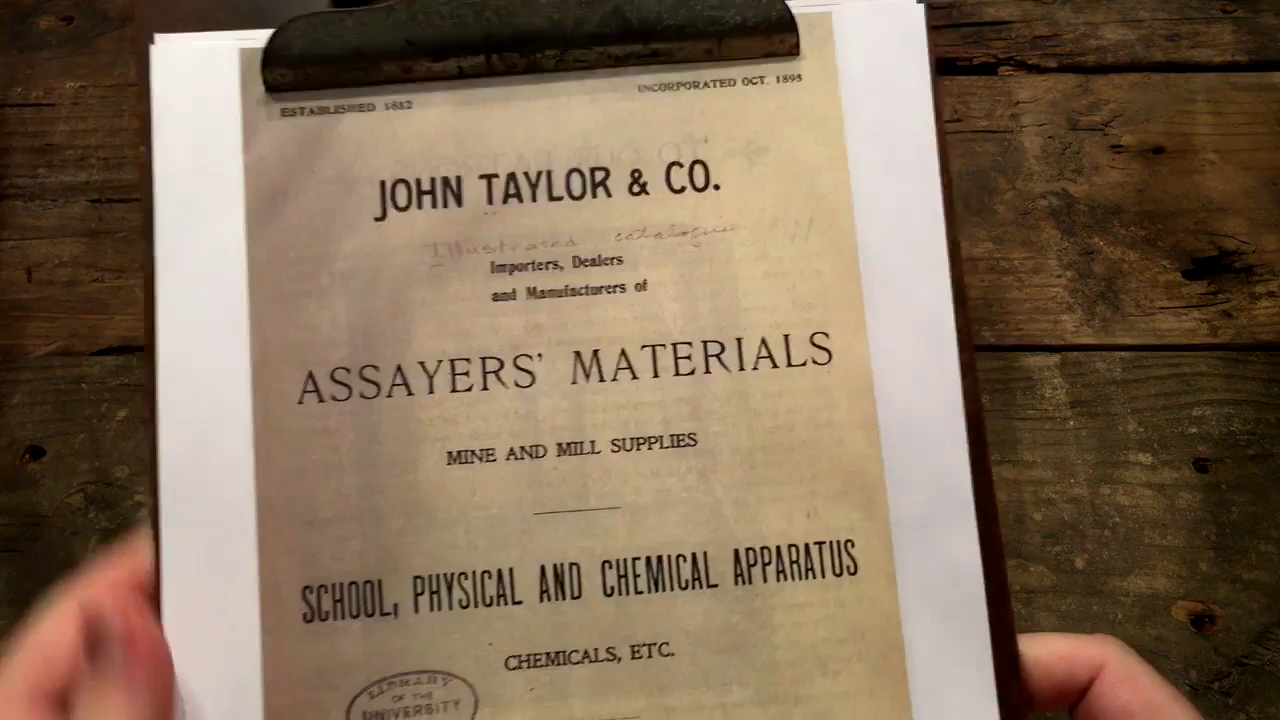 ESTABLISHED 1852
INCORPORATED OCT. 1895
JOHN TAYLOR & CO.
Illustrated catalogue
Importers, Dealers
and Manufacturers of
ASSAYERS' MATERIALS
MINE AND MILL SUPPLIES
SCHOOL, PHYSICAL AND CHEMICAL APPARATUS
CHEMICALS, ETC.
LIBRARY
OF THE
UNIVERSITY